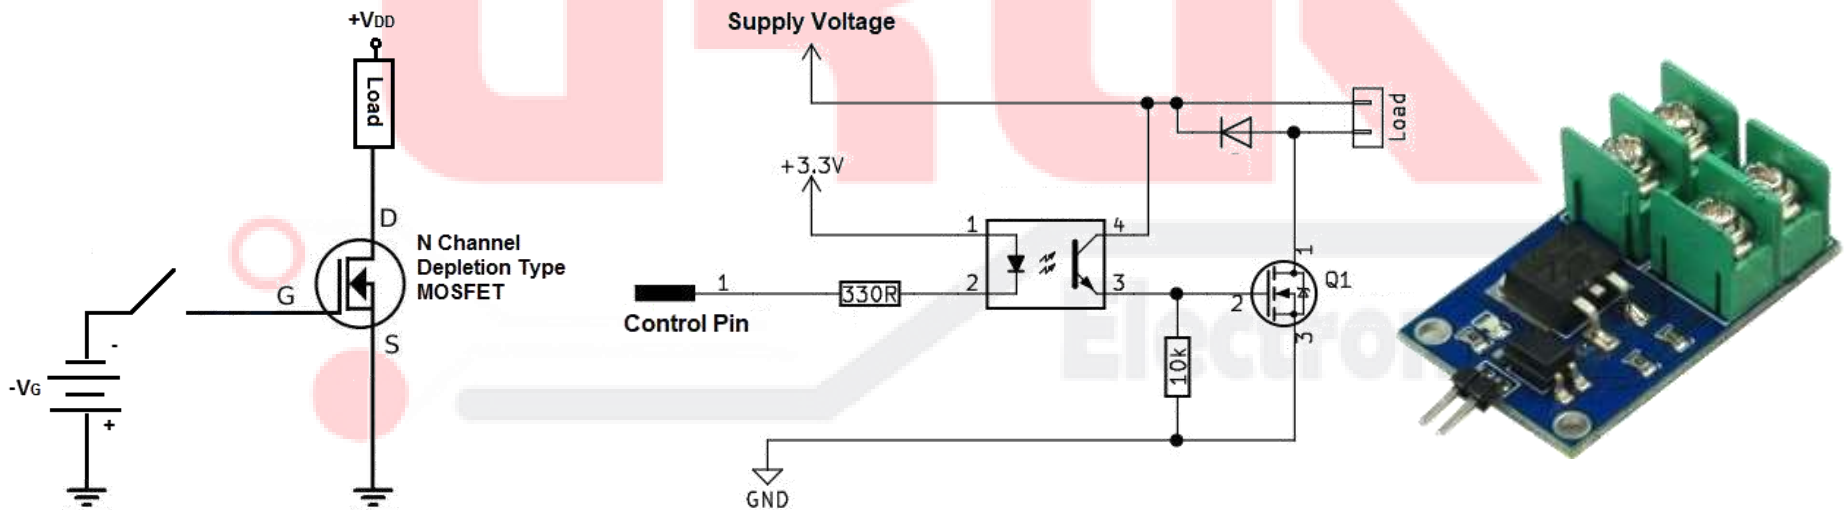 +VDD
Load
D
N Channel
Depletion Type
MOSFET
G
S
-
-VG
+
Supply Voltage
Load
+3.3V
1
4
1
330R
2
3
Control Pin
1
2
Q1
3
10k
GND
Electron